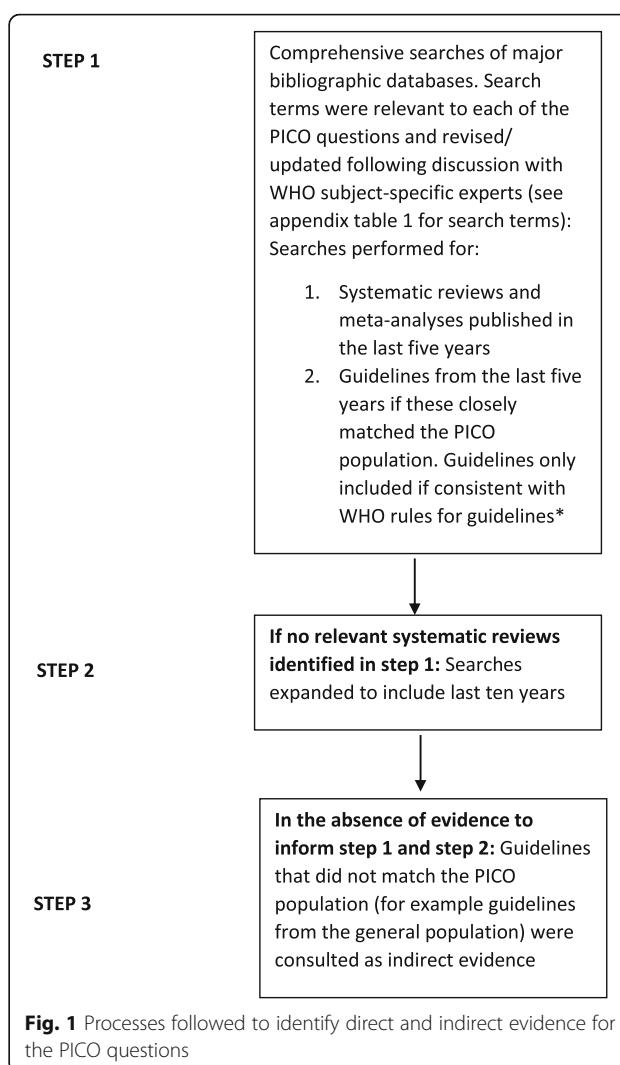 STEP 1
Comprehensive searches of major
bibliographic databases. Search
terms were relevant to each of the
PICO questions and revised/
updated following discussion with
WHO subject-specific experts (see
appendix table 1 for search terms):
Searches performed for:
1. Systematic reviews and
meta-analyses published in
the last five years
2. Guidelines from the last five
years if these closely
matched the PICO
population. Guidelines only
included if consistent with
WHO rules for guidelines*
STEP 2
If no relevant systematic reviews
identified in step 1: Searches
expanded to include last ten years
STEP 3
In the absence of evidence to
inform step 1 and step 2: Guidelines
that did not match the PICO
population (for example guidelines
from the general population) were
consulted as indirect evidence
Fig. 1 Processes followed to identify direct and indirect evidence for
the PICO questions